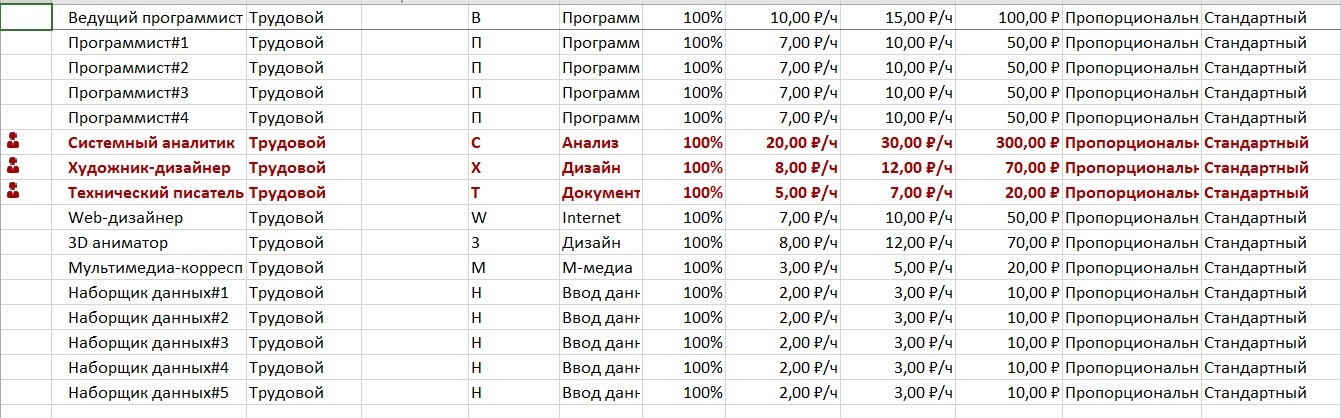 Ведущий программист Трудовой В Программ 100% 10,00 ₽/ч 15,00 ₽/ч 100,00 ₽ Пропорциональн Стандартный
Программист#1 Трудовой П Программ 100% 7,00 ₽/ч 10,00 ₽/ч 50,00 ₽ Пропорциональн Стандартный
Программист#2 Трудовой П Программ 100% 7,00 ₽/ч 10,00 ₽/ч 50,00 ₽ Пропорциональн Стандартный
Программист#3 Трудовой П Программ 100% 7,00 ₽/ч 10,00 ₽/ч 50,00 ₽ Пропорциональн Стандартный
Программист#4 Трудовой П Программ 100% 7,00 ₽/ч 10,00 ₽/ч 50,00 ₽ Пропорциональн Стандартный
Системный аналитик Трудовой С Анализ 100% 20,00 ₽/ч 30,00 ₽/ч 300,00 ₽ Пропорциональн Стандартный
Художник-дизайнер Трудовой Х Дизайн 100% 8,00 ₽/ч 12,00 ₽/ч 70,00 ₽ Пропорциональн Стандартный
Технический писатель Трудовой Т Документ 100% 5,00 ₽/ч 7,00 ₽/ч 20,00 ₽ Пропорциональн Стандартный
Web-дизайнер Трудовой W Internet 100% 7,00 ₽/ч 10,00 ₽/ч 50,00 ₽ Пропорциональн Стандартный
3D аниматор Трудовой 3 Дизайн 100% 8,00 ₽/ч 12,00 ₽/ч 70,00 ₽ Пропорциональн Стандартный
Мультимедиа-корресп Трудовой М М-медиа 100% 3,00 ₽/ч 5,00 ₽/ч 20,00 ₽ Пропорциональн Стандартный
Наборщик данных#1 Трудовой Н Ввод данн 100% 2,00 ₽/ч 3,00 ₽/ч 10,00 ₽ Пропорциональн Стандартный
Наборщик данных#2 Трудовой Н Ввод данн 100% 2,00 ₽/ч 3,00 ₽/ч 10,00 ₽ Пропорциональн Стандартный
Наборщик данных#3 Трудовой Н Ввод данн 100% 2,00 ₽/ч 3,00 ₽/ч 10,00 ₽ Пропорциональн Стандартный
Наборщик данных#4 Трудовой Н Ввод данн 100% 2,00 ₽/ч 3,00 ₽/ч 10,00 ₽ Пропорциональн Стандартный
Наборщик данных#5 Трудовой Н Ввод данн 100% 2,00 ₽/ч 3,00 ₽/ч 10,00 ₽ Пропорциональн Стандартный